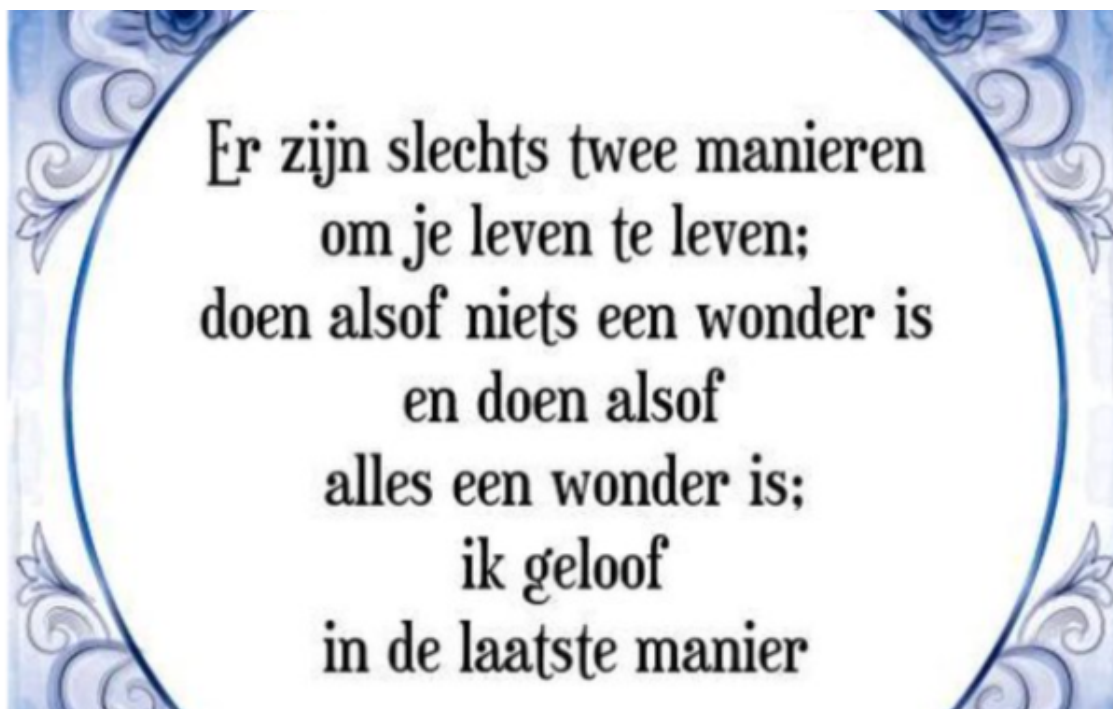 Er zijn slechts twee manieren
om je leven te leven;
doen alsof niets een wonder is
en doen alsof
alles een wonder is;
ik geloof
in de laatste manier